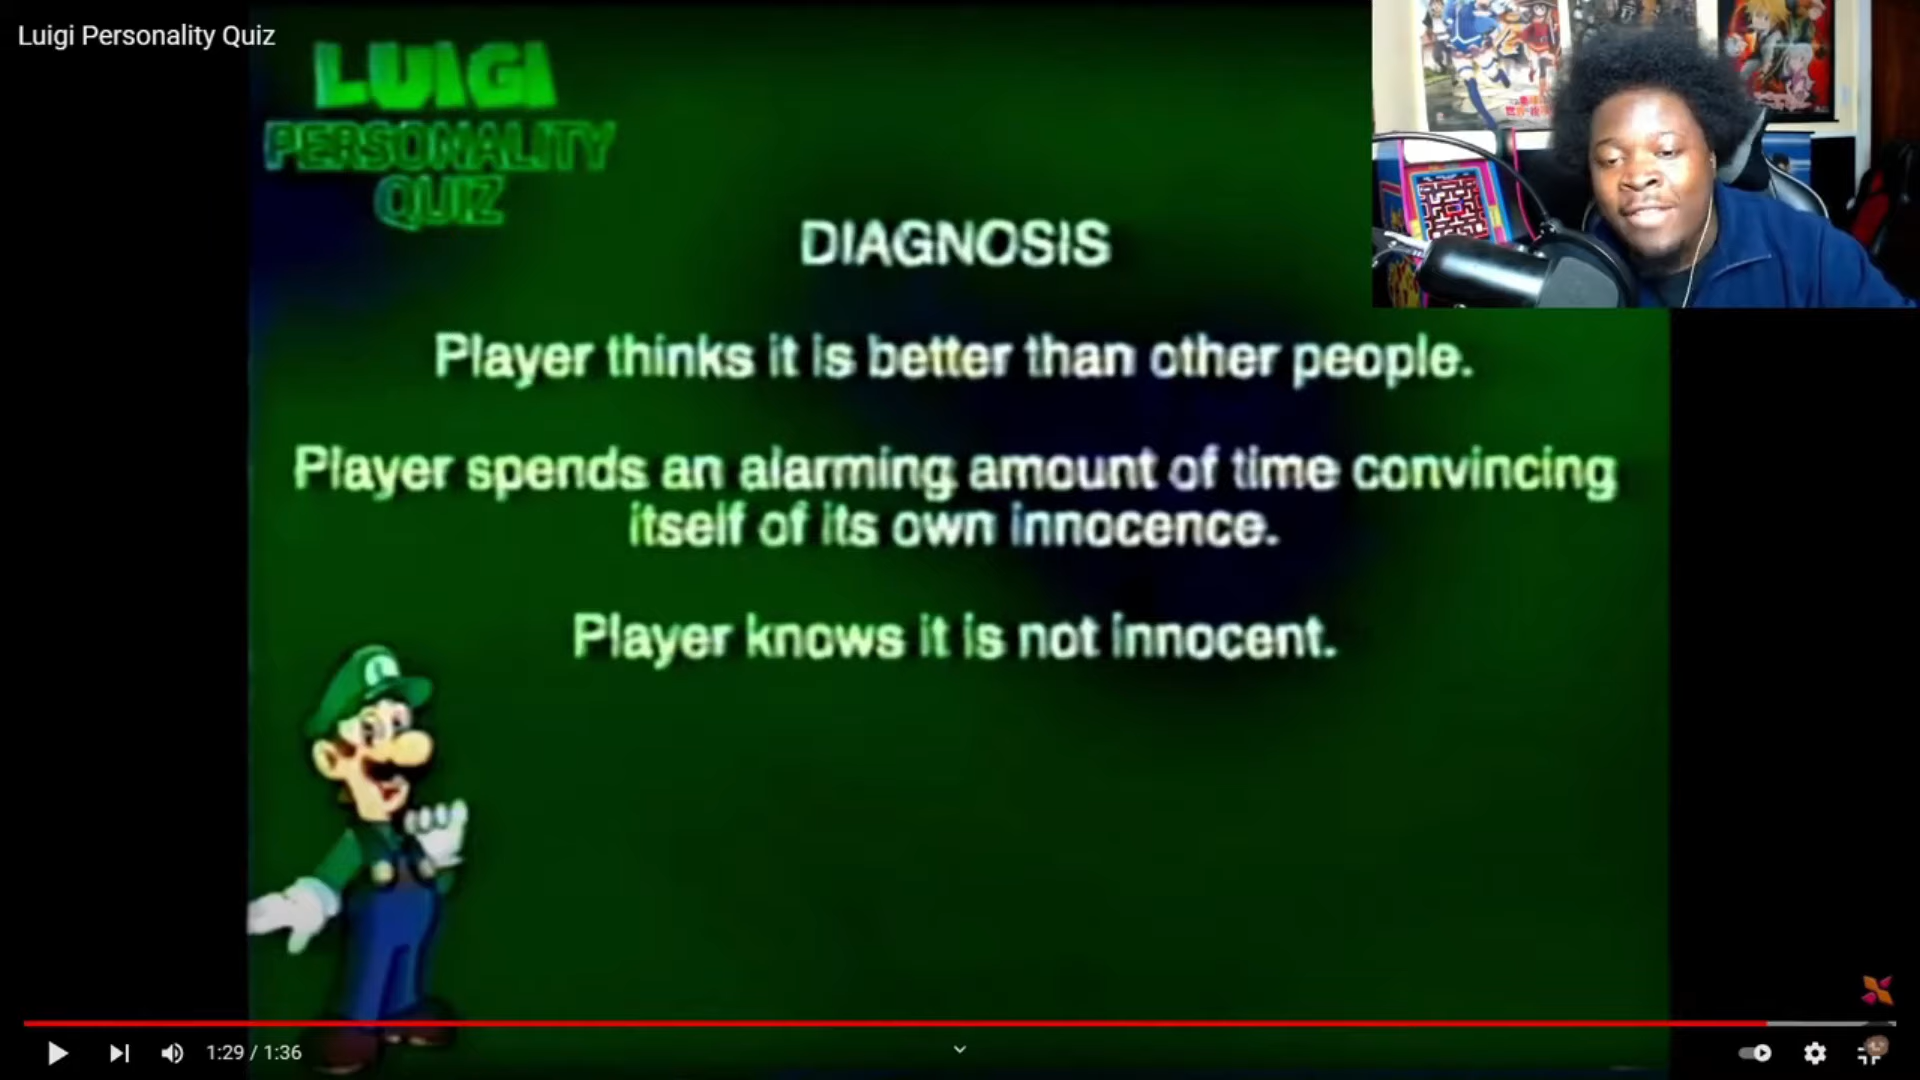 Luigi Personality Quiz
LUIGI
PERSONALITY
QUIZ
DIAGNOSIS
Player thinks it is better than other people.
Player spends an alarming amount of time convincing
itself of its own innocence.
Player knows it is not innocent.
L
1:29 / 1:36